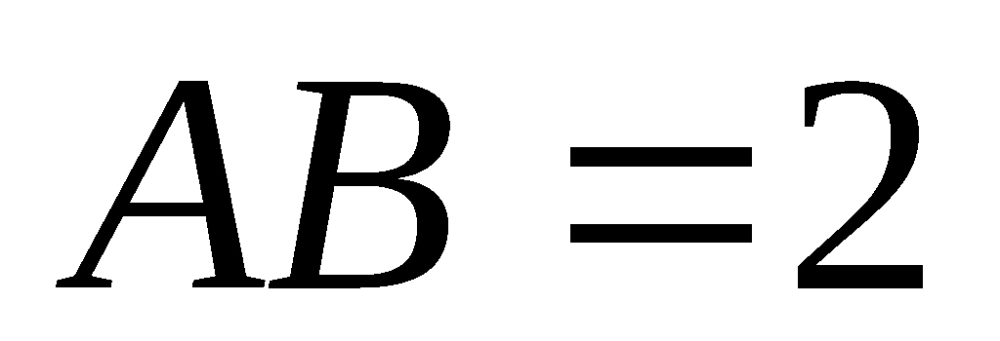 AB = 2